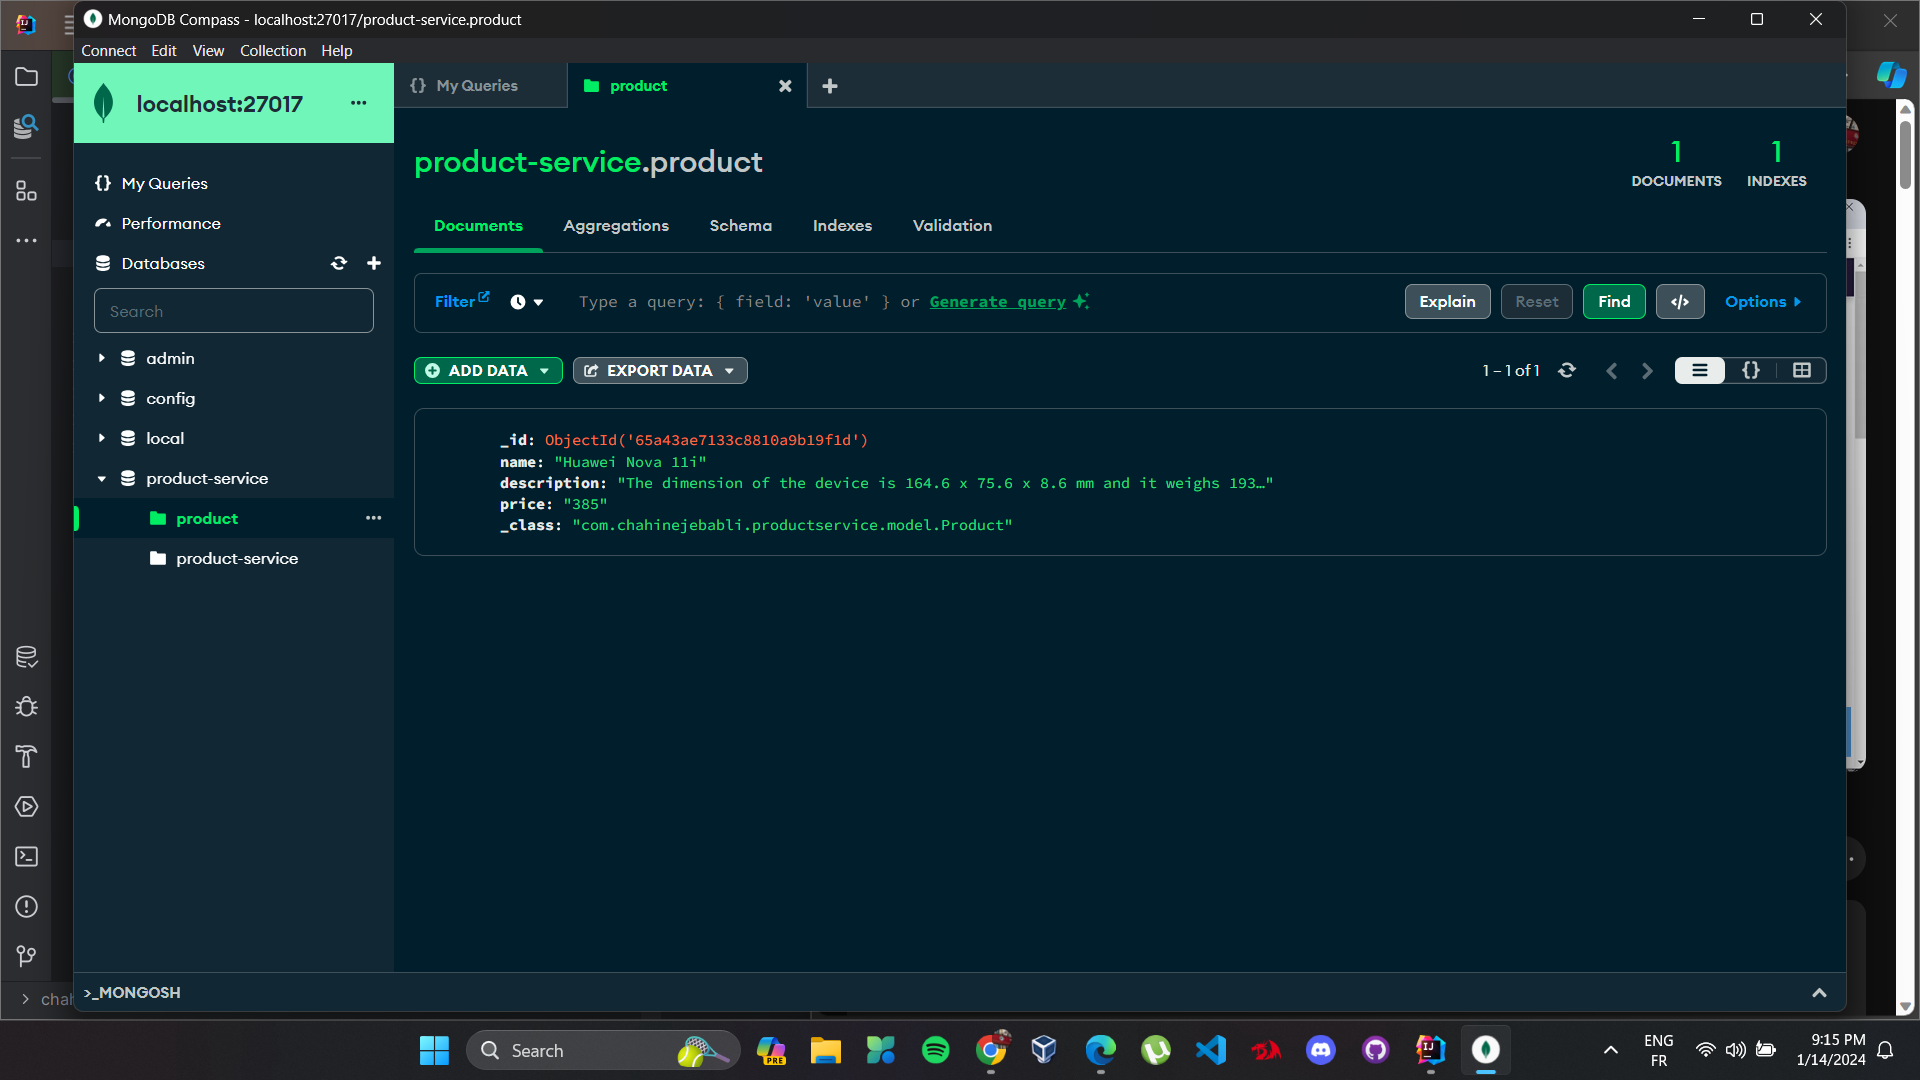 MongoDB Compass - localhost:27017/product-service.product
Connect Edit View Collection Help
localhost:27017 ...
{} My Queries
product
My Queries
Performance
Databases
Search
admin
config
local
product-service
product ...
product-service
product-service.product
1 DOCUMENTS
1 INDEXES
Documents Aggregations Schema Indexes Validation
Filter Type a query: { field: 'value' } or Generate query Explain Reset Find </> Options
ADD DATA EXPORT DATA 1 – 1 of 1 {}
_id: ObjectId('65a43ae7133c8810a9b19f1d')
name: "Huawei Nova 11i"
description: "The dimension of the device is 164.6 x 75.6 x 8.6 mm and it weighs 193…"
price: "385"
_class: "com.chahinejebabli.productservice.model.Product"
>_MONGOSH
chah
Search
PRE
IJ
ENG
FR
9:15 PM
1/14/2024